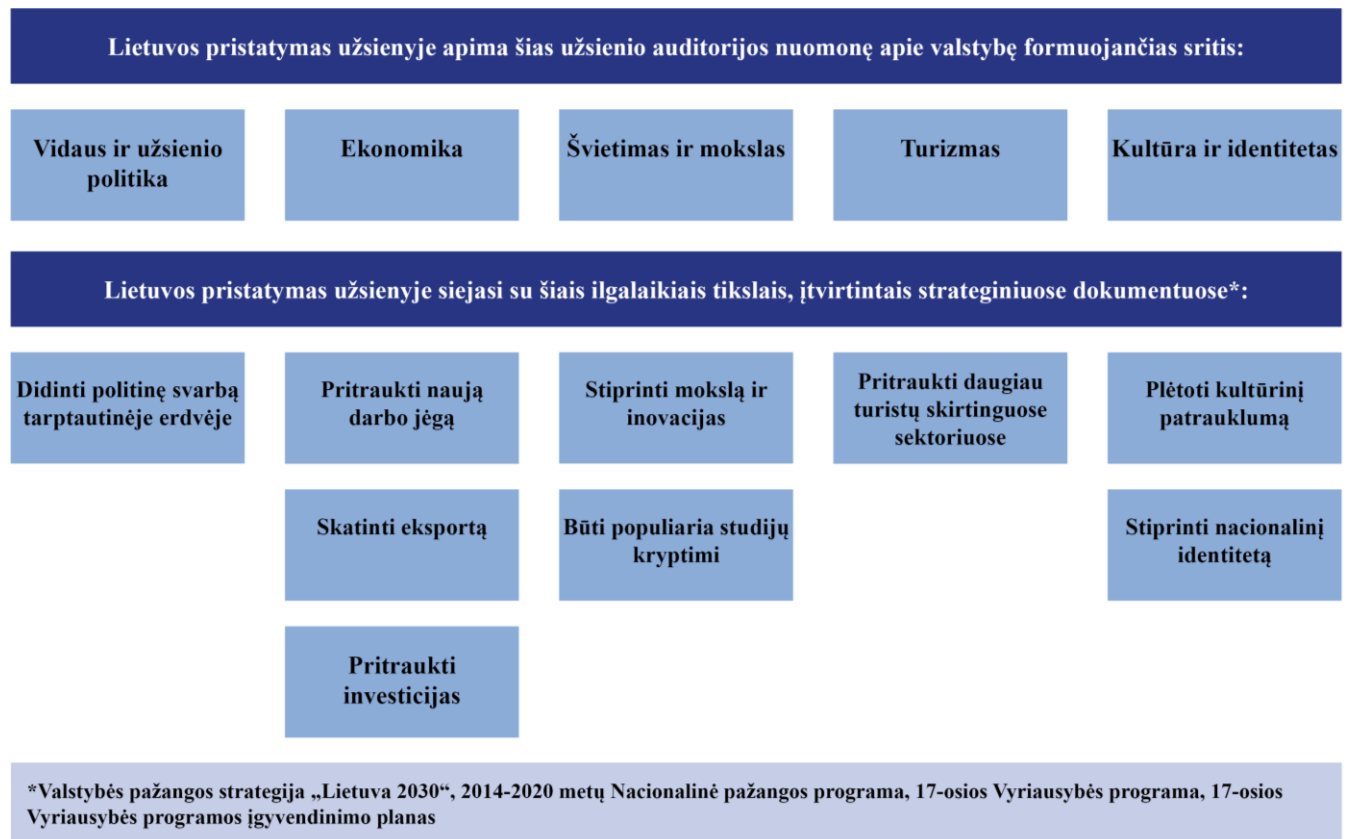 Lietuvos pristatymas užsienyje apima šias užsienio auditorijos nuomonę apie valstybę formuojančias sritis:
Vidaus ir užsienio
politika
Ekonomika
Švietimas ir mokslas
Turizmas
Kultūra ir identitetas
Lietuvos pristatymas užsienyje siejasi su šiais ilgalaikiais tikslais, įtvirtintais strateginiuose dokumentuose*:
Didinti politinę svarbą
tarptautinėje erdvėje
Pritraukti naują
darbo jėgą
Stiprinti mokslą ir
inovacijas
Pritraukti daugiau
turistų skirtinguose
sektoriuose
Plėtoti kultūrinį
patrauklumą
Skatinti eksportą
Būti populiaria studijų
kryptimi
Stiprinti nacionalinį
identitetą
Pritraukti
investicijas
*Valstybės pažangos strategija „Lietuva 2030“, 2014-2020 metų Nacionalinė pažangos programa, 17-osios Vyriausybės programa, 17-osios
Vyriausybės programos įgyvendinimo planas